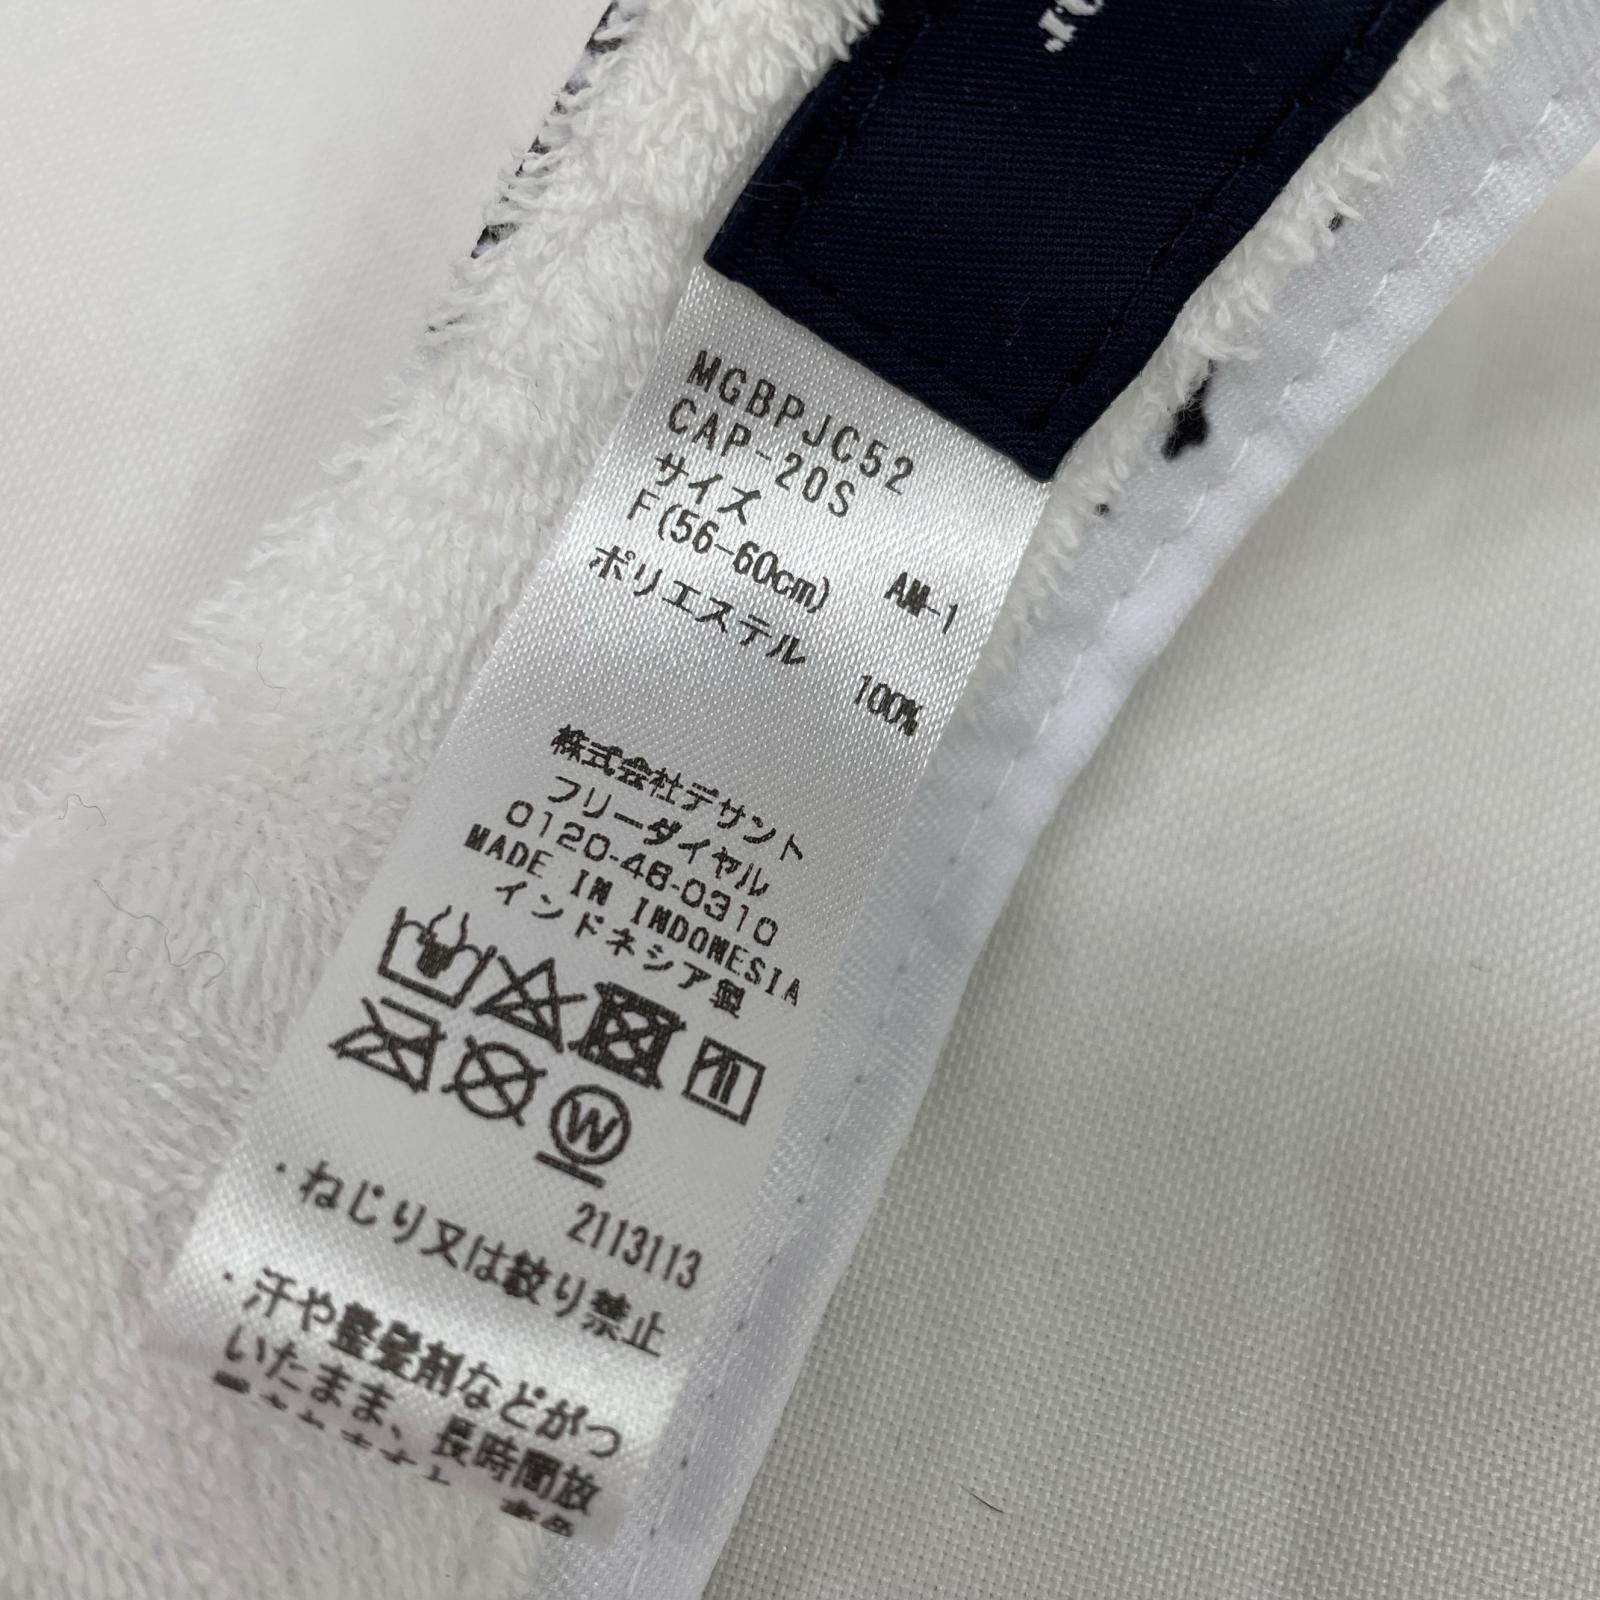 MGBPJC52
CAP-20S
サイズ
F(56-60cm) AM-1
ポリエステル 100%
株式会社デサント
フリーダイヤル
0120-46-0310
MADE IN INDONESIA
インドネシア製
W
2113113
・ねじり又は絞り禁止
・汗や整髪剤などがつ
いたまま、長時間放